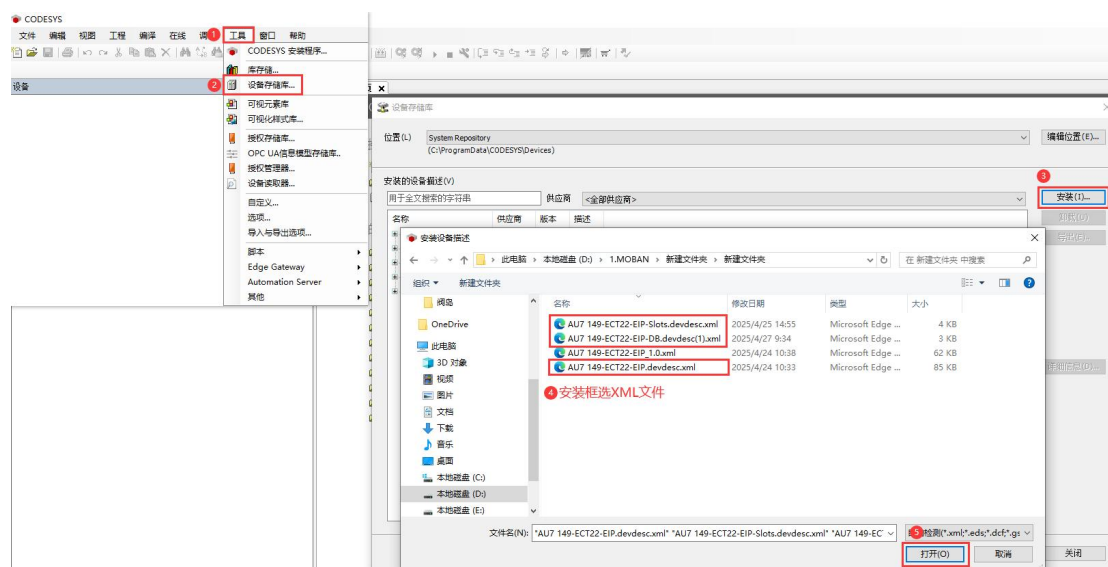 CODESYS
文件 编辑 视图 工程 编译 在线 调 1 工具 窗口 帮助
CODESYS 安装程序...
库存储...
设备
2 设备存储库...
可视元素库
可视化样式库...
授权存储库...
OPC UA信息模型存储库..
授权管理器...
设备读取器...
自定义...
选项...
导入与导出选项...
脚本
Edge Gateway
Automation Server
其他
设备存储库
位置(L) System Repository 编辑位置(E)...
(C:\ProgramData\CODESYS\Devices)
安装的设备描述(V)
3
用于全文搜索的字符串 供应商 <全部供应商> 安装(I)...
名称 供应商 版本 描述 卸载(U)
安装设备描述
此电脑 › 本地磁盘 (D:) › 1.MOBAN › 新建文件夹 › 新建文件夹 在 新建文件夹 中搜索
组织 新建文件夹
阀岛
OneDrive
此电脑
3D 对象
视频
图片
文档
下载
音乐
桌面
本地磁盘 (C:)
本地磁盘 (D:)
本地磁盘 (E:)
名称 修改日期 类型 大小
AU7 149-ECT22-EIP-Slots.devdesc.xml 2025/4/25 14:55 Microsoft Edge ... 4 KB
AU7 149-ECT22-EIP-DB.devdesc(1).xml 2025/4/27 9:34 Microsoft Edge ... 3 KB
AU7 149-ECT22-EIP_1.0.xml 2025/4/24 10:38 Microsoft Edge ... 62 KB
AU7 149-ECT22-EIP.devdesc.xml 2025/4/24 10:33 Microsoft Edge ... 85 KB
4 安装框选XML文件
文件名(N): "AU7 149-ECT22-EIP.devdesc.xml" "AU7 149-ECT22-EIP-Slots.devdesc.xml" "AU7 149-EC 5 检测(*.xml;*.eds;*.dcf;*.gs
打开(O) 取消
关闭